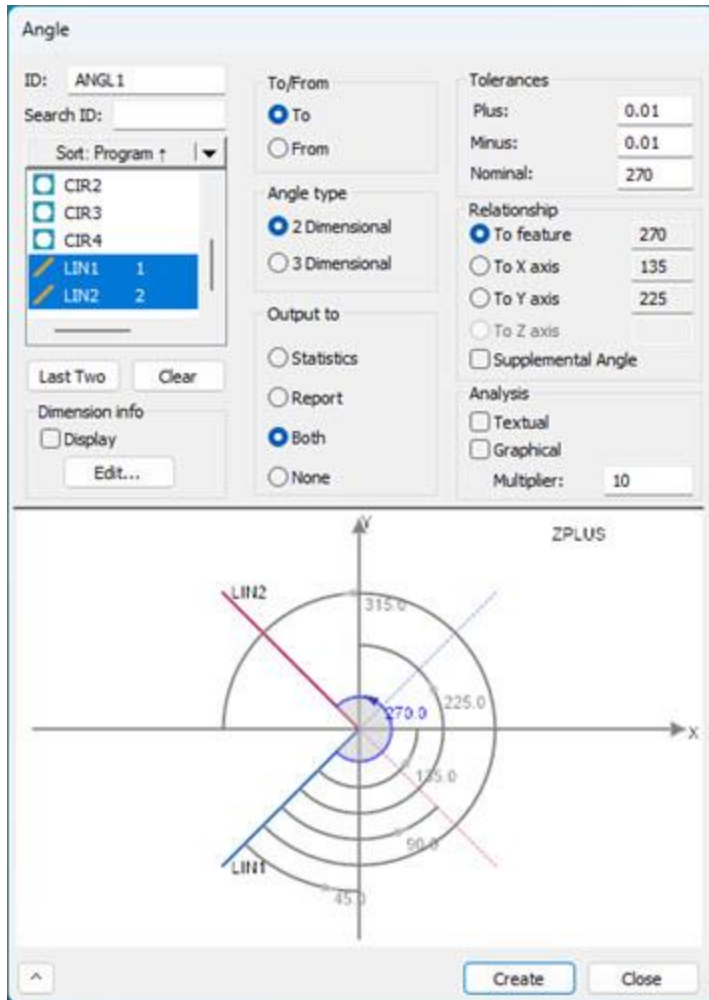 Angle
ID: ANGL1
Search ID:
Sort: Program ↑
CIR2
CIR3
CIR4
LIN1 1
LIN2 2
Last Two Clear
Dimension info
Display
Edit...
To/From
To
From
Angle type
2 Dimensional
3 Dimensional
Output to
Statistics
Report
Both
None
Tolerances
Plus: 0.01
Minus: 0.01
Nominal: 270
Relationship
To feature 270
To X axis 135
To Y axis 225
To Z axis
Supplemental Angle
Analysis
Textual
Graphical
Multiplier: 10
Y
ZPLUS
LIN2
315.0
225.0
270.0
X
135.0
90.0
LIN1
45.0
Create Close